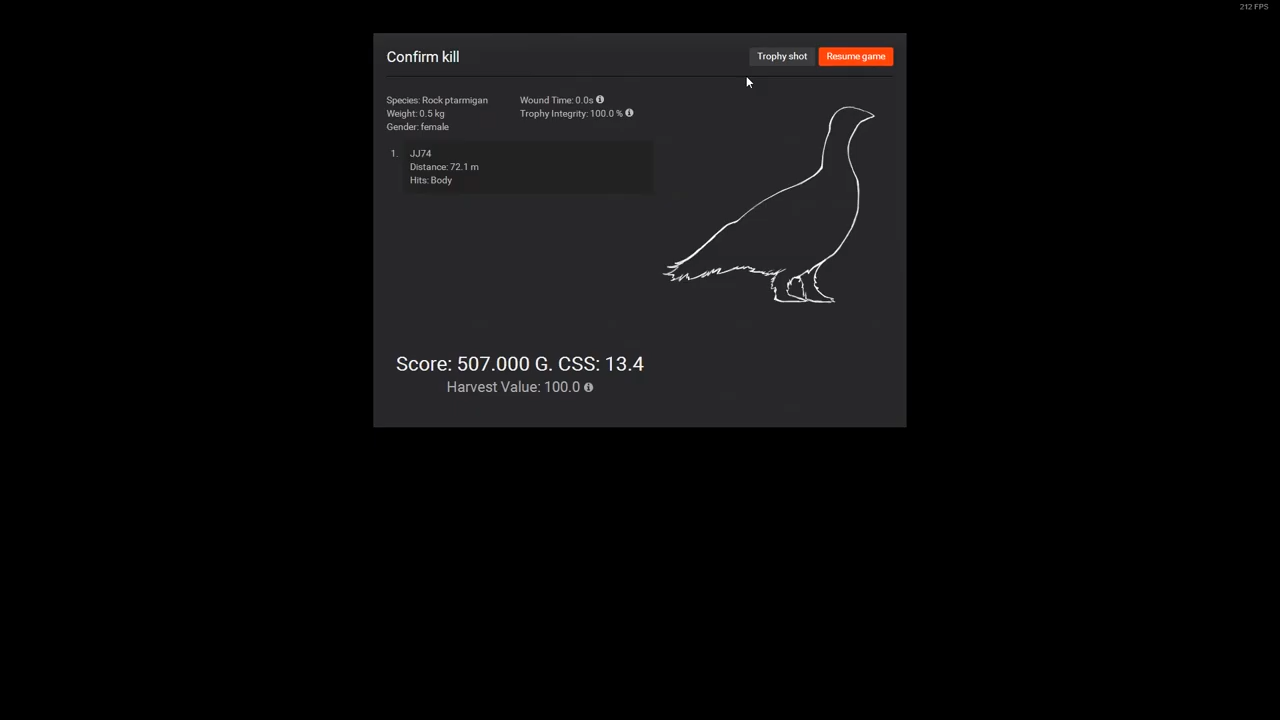 212 FPS
Confirm kill
Trophy shot
Resume game
Species: Rock ptarmigan
Weight: 0.5 kg
Gender: female
Wound Time: 0.0s
Trophy Integrity: 100.0 %
1. JJ74
Distance: 72.1 m
Hits: Body
Score: 507.000 G. CSS: 13.4
Harvest Value: 100.0